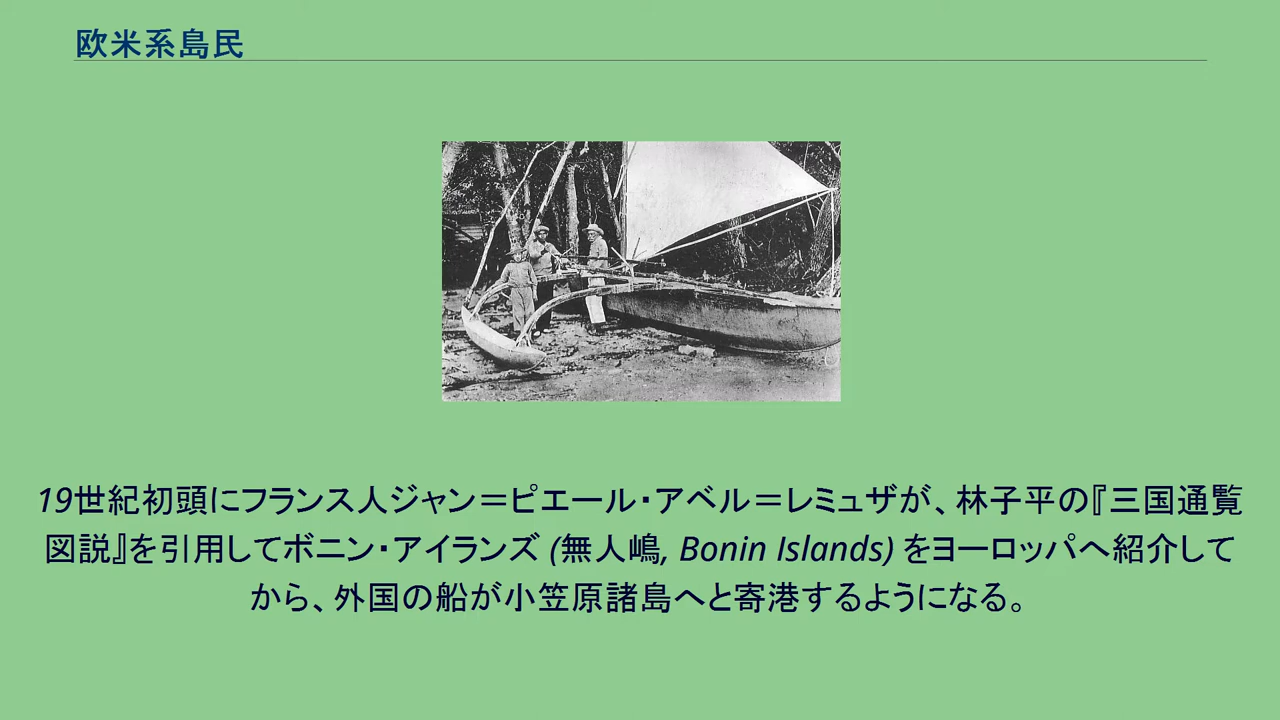 欧米系島民
19世紀初頭にフランス人ジャン＝ピエール・アベル＝レミュザが、林子平の『三国通覧
図説』を引用してボニン・アイランズ (無人嶋, Bonin Islands) をヨーロッパへ紹介して
から、外国の船が小笠原諸島へと寄港するようになる。